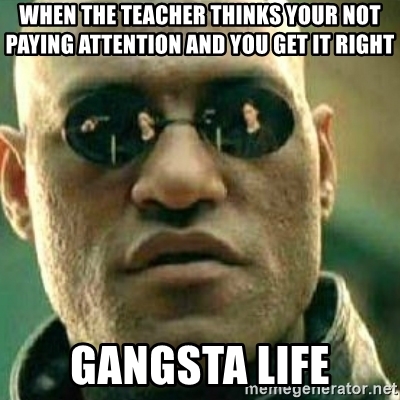 WHEN THE TEACHER THINKS YOUR NOT
PAYING ATTENTION AND YOU GET IT RIGHT
GANGSTA LIFE
memegenerator.net